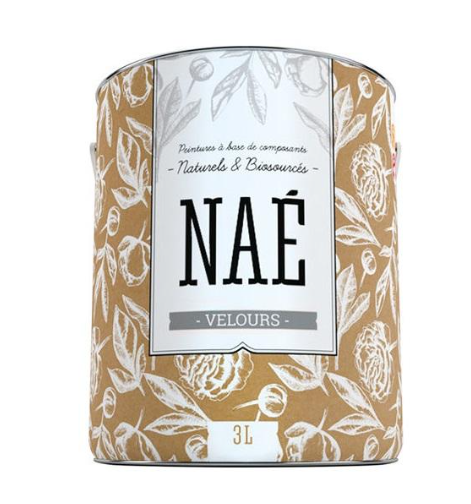 Peintures à base de composants
- Naturels & Biosourcés -
NAÉ
- VELOURS -
3L